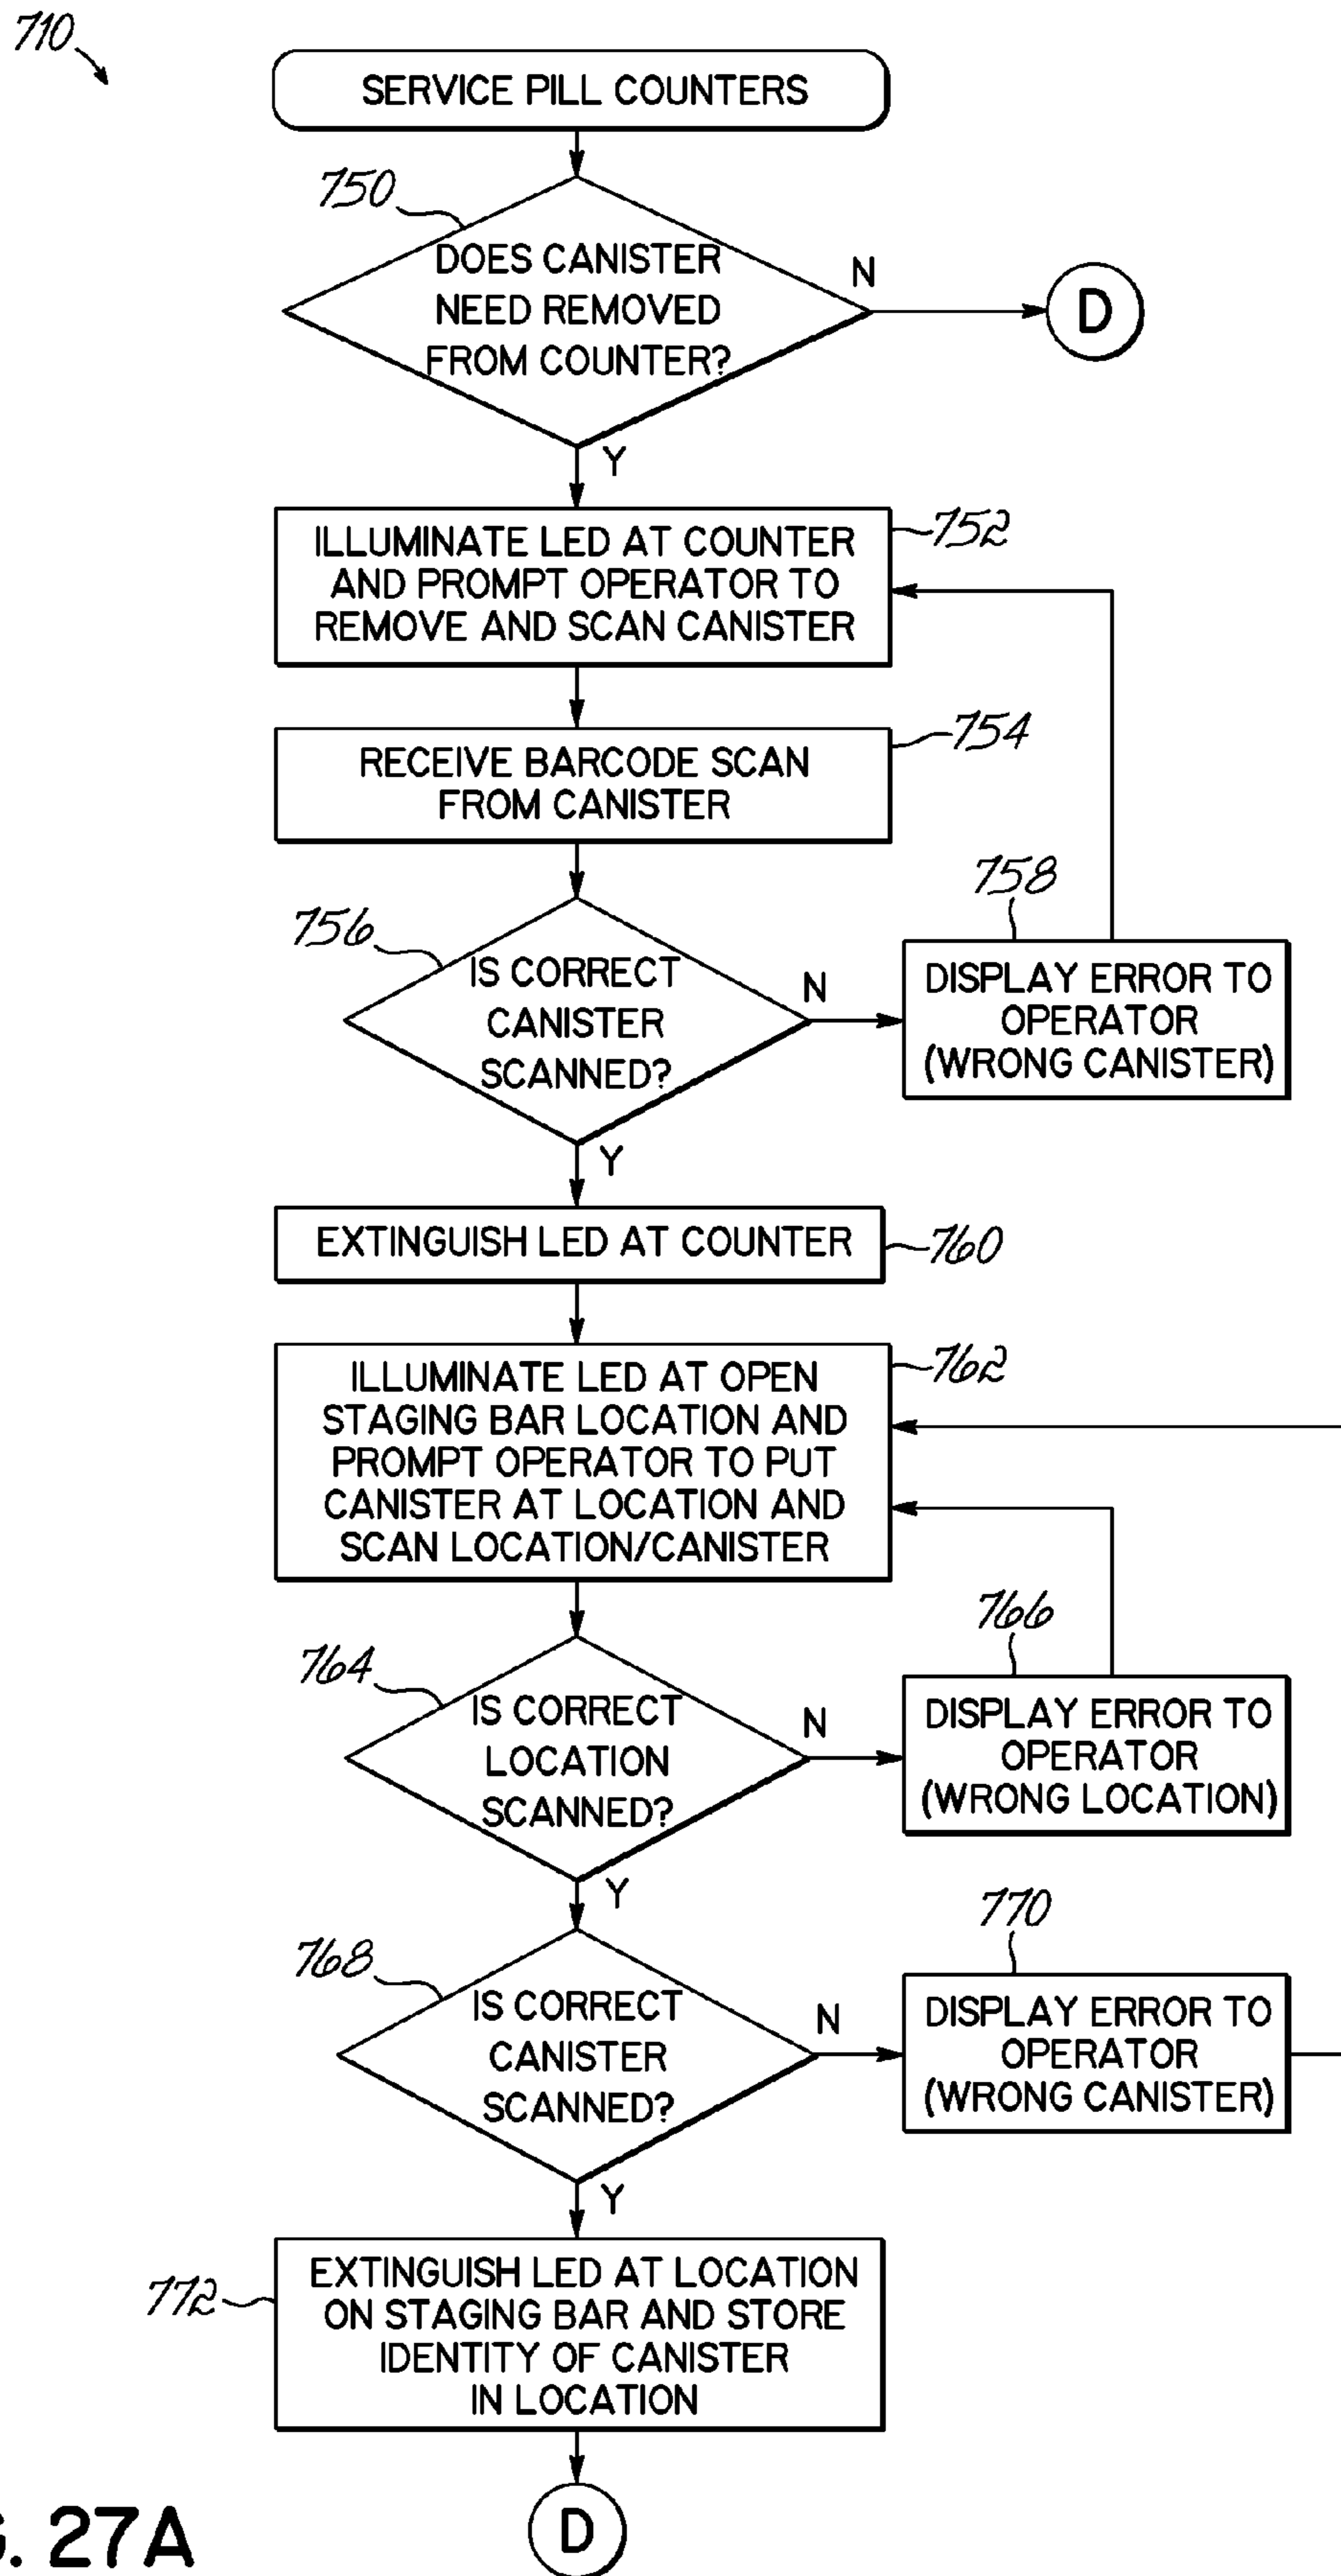 710
SERVICE PILL COUNTERS
750
DOES CANISTER
NEED REMOVED
FROM COUNTER?
N
D
Y
ILLUMINATE LED AT COUNTER
AND PROMPT OPERATOR TO
REMOVE AND SCAN CANISTER
752
RECEIVE BARCODE SCAN
FROM CANISTER
754
756
IS CORRECT
CANISTER
SCANNED?
N
758
DISPLAY ERROR TO
OPERATOR
(WRONG CANISTER)
Y
EXTINGUISH LED AT COUNTER
760
ILLUMINATE LED AT OPEN
STAGING BAR LOCATION AND
PROMPT OPERATOR TO PUT
CANISTER AT LOCATION AND
SCAN LOCATION/CANISTER
762
764
IS CORRECT
LOCATION
SCANNED?
N
766
DISPLAY ERROR TO
OPERATOR
(WRONG LOCATION)
Y
768
IS CORRECT
CANISTER
SCANNED?
N
770
DISPLAY ERROR TO
OPERATOR
(WRONG CANISTER)
Y
772
EXTINGUISH LED AT LOCATION
ON STAGING BAR AND STORE
IDENTITY OF CANISTER
IN LOCATION
D
G. 27A